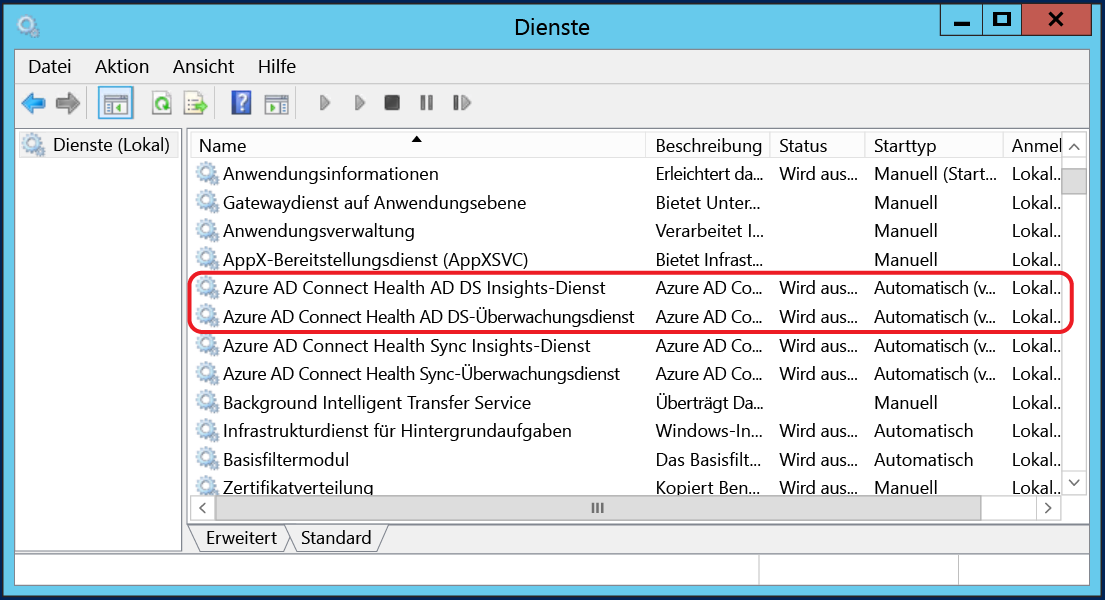 Dienste
Datei Aktion Ansicht Hilfe
Dienste (Lokal)
Name Beschreibung Status Starttyp Anmel
Anwendungsinformationen Erleichtert da... Wird aus... Manuell (Start... Lokal..
Gatewaydienst auf Anwendungsebene Bietet Unter... Manuell Lokal..
Anwendungsverwaltung Verarbeitet I... Manuell Lokal..
AppX-Bereitstellungsdienst (AppXSVC) Bietet Infrast... Manuell Lokal..
Azure AD Connect Health AD DS Insights-Dienst Azure AD Co... Wird aus... Automatisch (v... Lokal..
Azure AD Connect Health AD DS-Überwachungsdienst Azure AD Co... Wird aus... Automatisch (v... Lokal..
Azure AD Connect Health Sync Insights-Dienst Azure AD Co... Wird aus... Automatisch (v... Lokal..
Azure AD Connect Health Sync-Überwachungsdienst Azure AD Co... Wird aus... Automatisch (v... Lokal..
Background Intelligent Transfer Service Überträgt Da... Manuell Lokal..
Infrastrukturdienst für Hintergrundaufgaben Windows-In... Wird aus... Automatisch Lokal..
Basisfiltermodul Das Basisfilt... Wird aus... Automatisch Lokal..
Zertifikatverteilung Kopiert Ben... Wird aus... Manuell Lokal..
Erweitert Standard